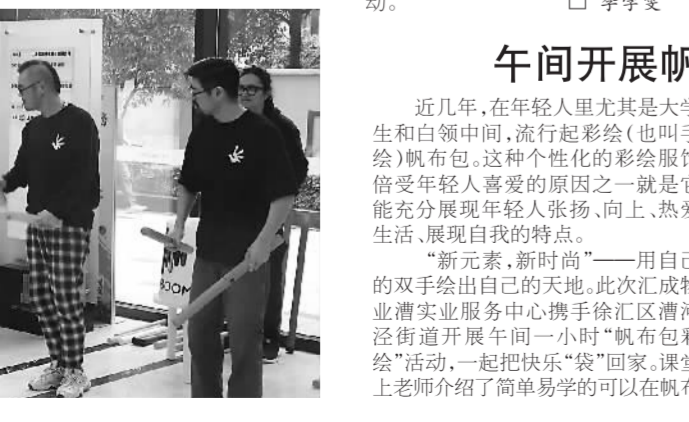 动。
□ 李学雯
午间开展帆
近几年,在年轻人里尤其是大学
生和白领中间,流行起彩绘(也叫手
绘)帆布包。这种个性化的彩绘服饰
倍受年轻人喜爱的原因之一就是它
能充分展现年轻人张扬、向上、热爱
生活、展现自我的特点。
“新元素,新时尚”——用自己
的双手绘出自己的天地。此次汇成物
业漕实业服务中心携手徐汇区漕河
泾街道开展午间一小时“帆布包彩
绘”活动,一起把快乐“袋”回家。课堂
上老师介绍了简单易学的可以在帆布
BOOM